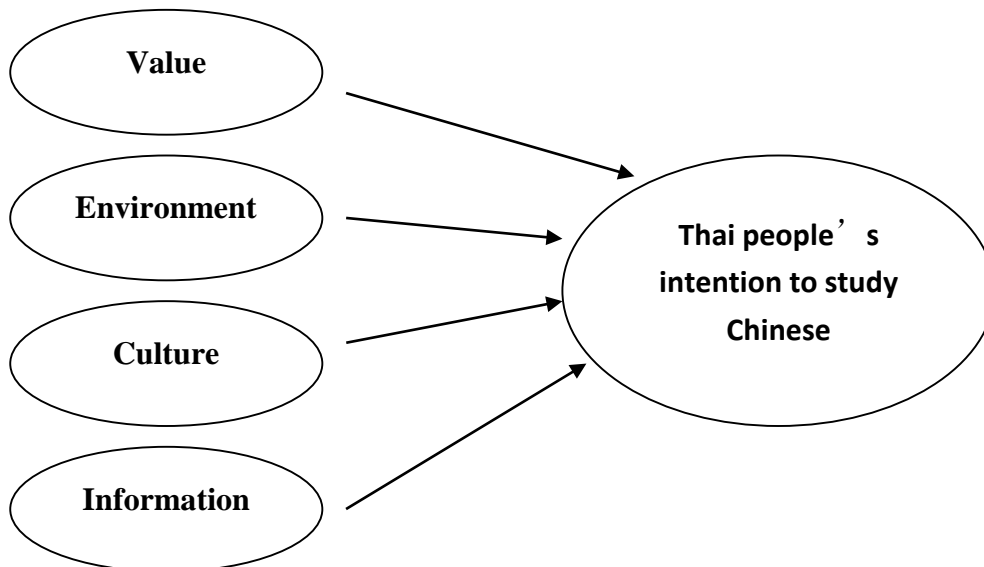 Value
Environment
Culture
Information
Thai people’s
intention to study
Chinese